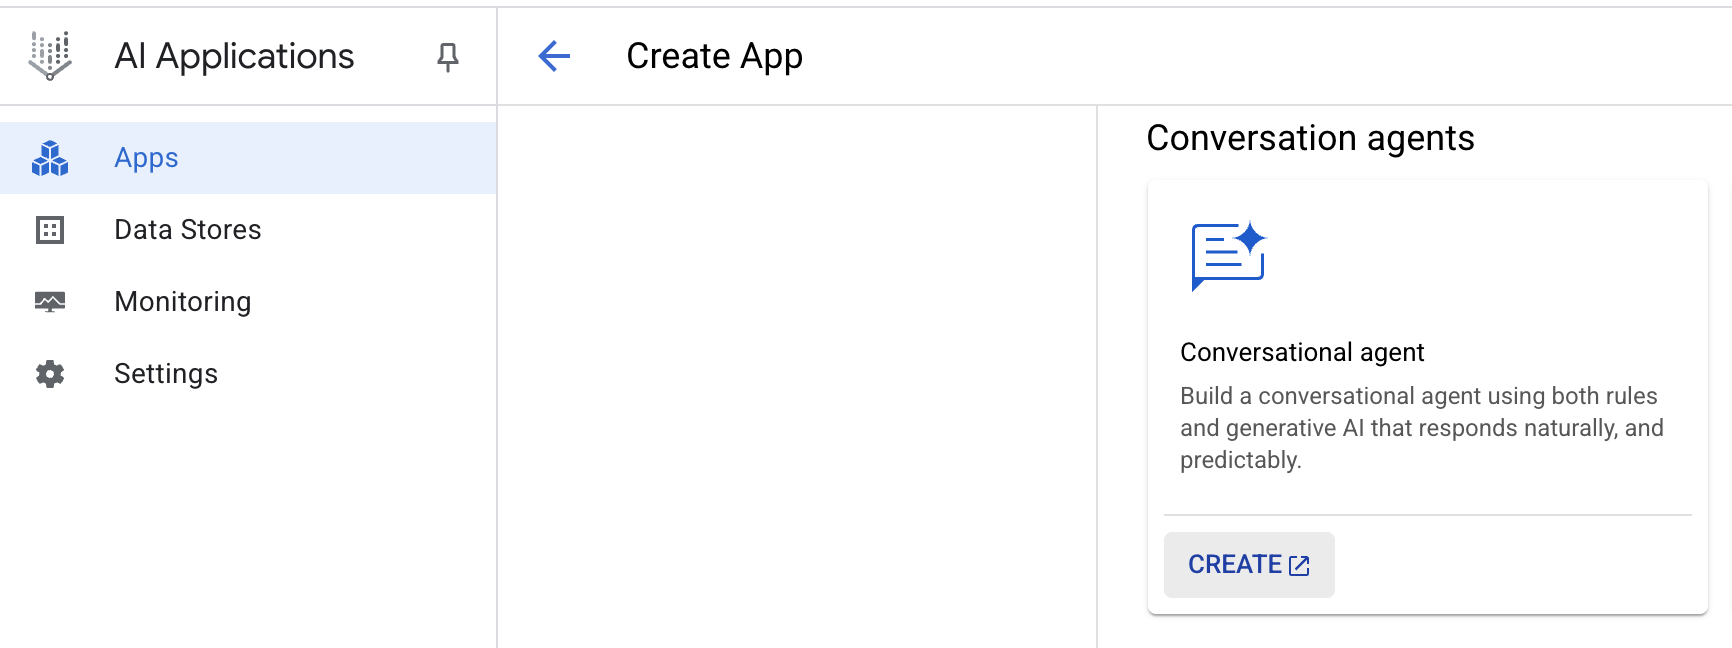 AI Applications
Create App
Apps
Data Stores
Monitoring
Settings
Conversation agents
Conversational agent
Build a conversational agent using both rules
and generative AI that responds naturally, and
predictably.
CREATE